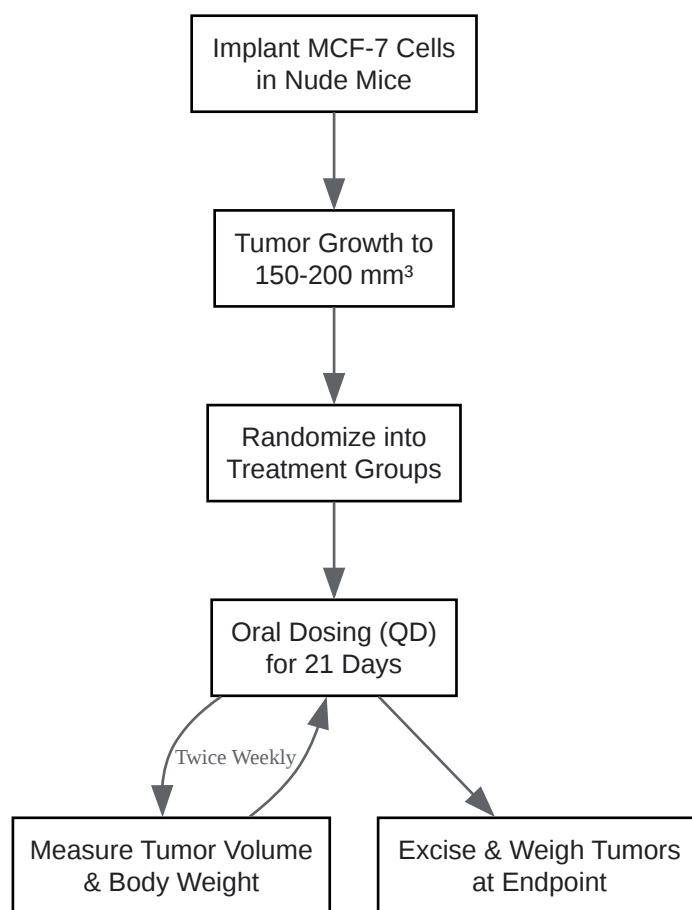 Implant MCF-7 Cells
in Nude Mice
Tumor Growth to
150-200 mm³
Randomize into
Treatment Groups
Oral Dosing (QD)
for 21 Days
Twice Weekly
Measure Tumor Volume
& Body Weight
Excise & Weigh Tumors
at Endpoint